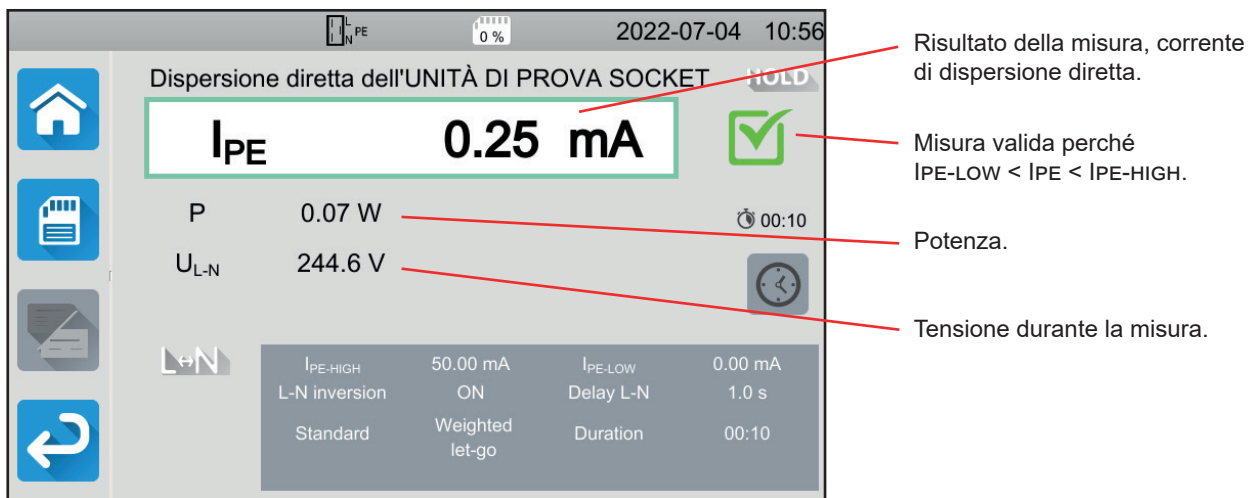 L
N PE
0 %
2022-07-04 10:56
Dispersione diretta dell'UNITÀ DI PROVA SOCKET
HOLD
IPE 0.25 mA
P 0.07 W
00:10
UL-N 244.6 V
L⇔N
IPE-HIGH 50.00 mA IPE-LOW 0.00 mA
L-N inversion ON Delay L-N 1.0 s
Standard Weighted let-go Duration 00:10
Risultato della misura, corrente
di dispersione diretta.
Misura valida perché
IPE-LOW < IPE < IPE-HIGH.
Potenza.
Tensione durante la misura.